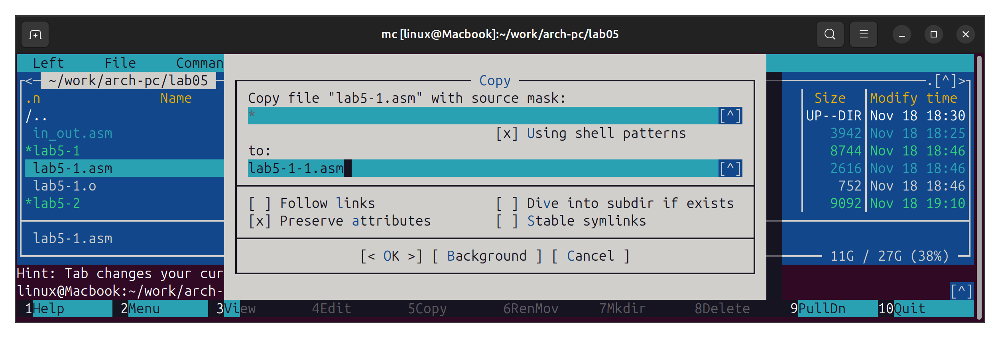 mc [linux@Macbook]:~/work/arch-pc/lab05
Left File Comman
< ~/work/arch-pc/lab05 Copy .[^]>
.n Name Copy file "lab5-1.asm" with source mask: Size Modify time
/.. * [^] UP--DIR Nov 18 18:30
in_out.asm [x] Using shell patterns 3942 Nov 18 18:25
*lab5-1 to: 8744 Nov 18 18:46
lab5-1.asm lab5-1-1.asm [^] 2616 Nov 18 18:46
lab5-1.o 752 Nov 18 18:46
*lab5-2 [ ] Follow links [ ] Dive into subdir if exists 9092 Nov 18 19:10
[x] Preserve attributes [ ] Stable symlinks
lab5-1.asm
[< OK >] [ Background ] [ Cancel ] 11G / 27G (38%)
Hint: Tab changes your cur
linux@Macbook:~/work/arch- [^]
1Help 2Menu 3View 4Edit 5Copy 6RenMov 7Mkdir 8Delete 9PullDn 10Quit